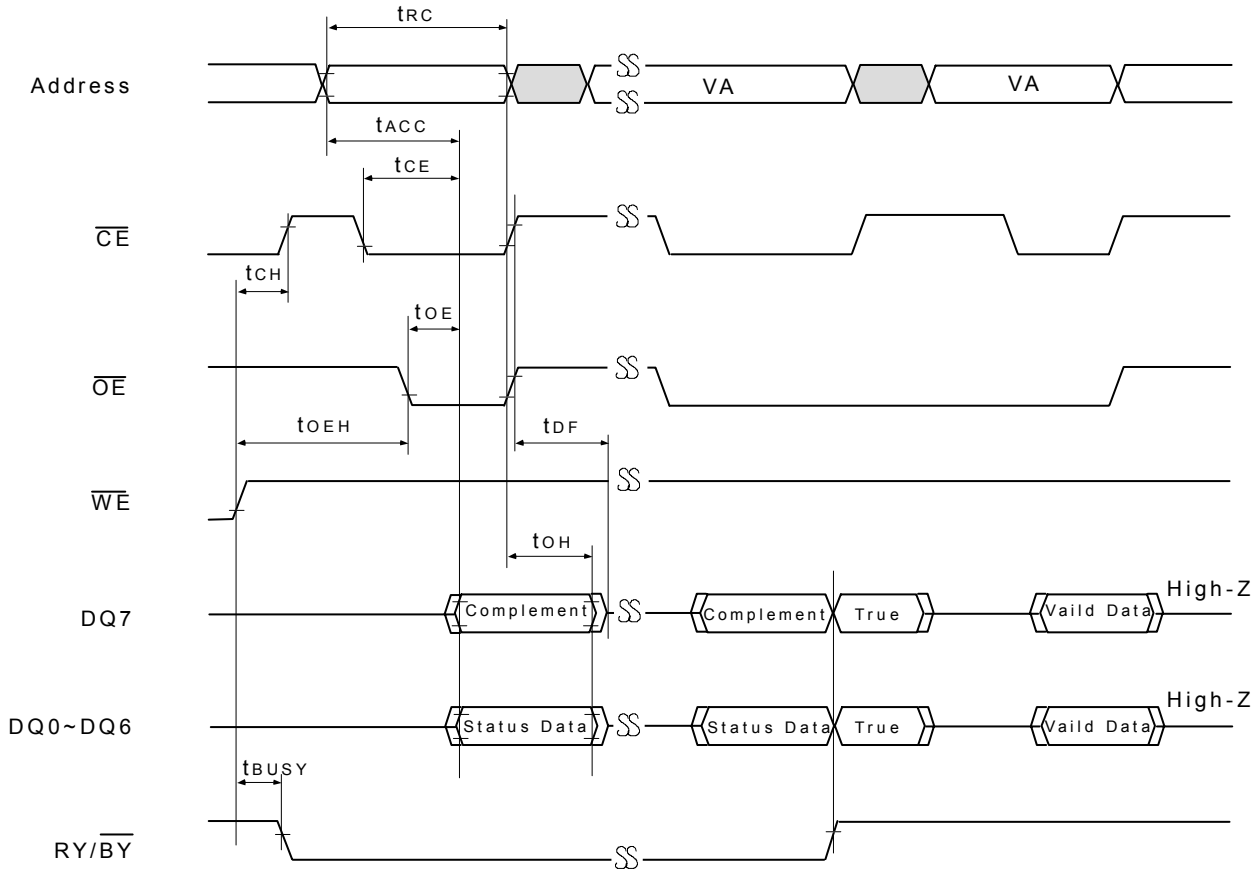 tRC
Address
VA
VA
tACC
tCE
CE
tCH
tOE
OE
tOEH
tDF
WE
tOH
DQ7
Complement
Complement
True
Vaild Data
High-Z
DQ0~DQ6
Status Data
Status Data
True
Vaild Data
High-Z
tBUSY
RY/BY